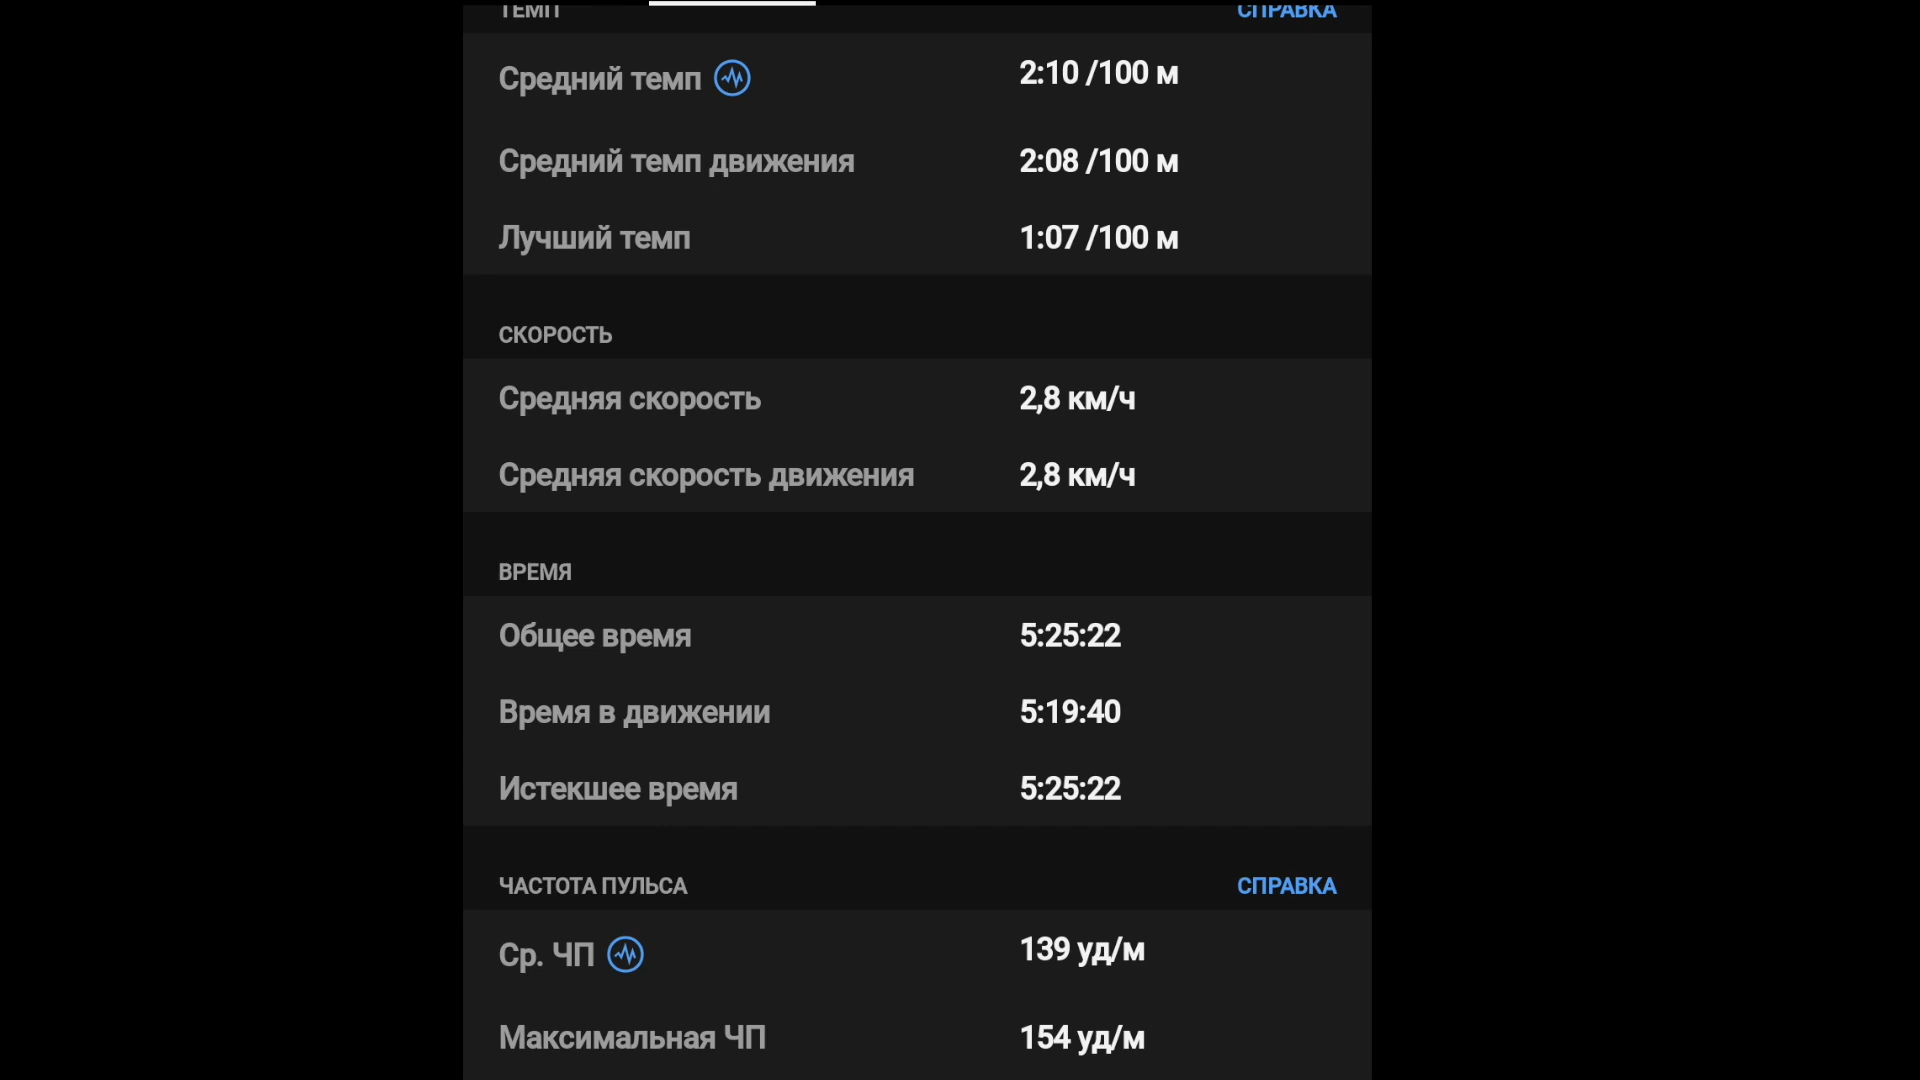 ТЕМП СПРАВКА
Средний темп 2:10 /100 м
Средний темп движения 2:08 /100 м
Лучший темп 1:07 /100 м
СКОРОСТЬ
Средняя скорость 2,8 км/ч
Средняя скорость движения 2,8 км/ч
ВРЕМЯ
Общее время 5:25:22
Время в движении 5:19:40
Истекшее время 5:25:22
ЧАСТОТА ПУЛЬСА СПРАВКА
Ср. ЧП 139 уд/м
Максимальная ЧП 154 уд/м